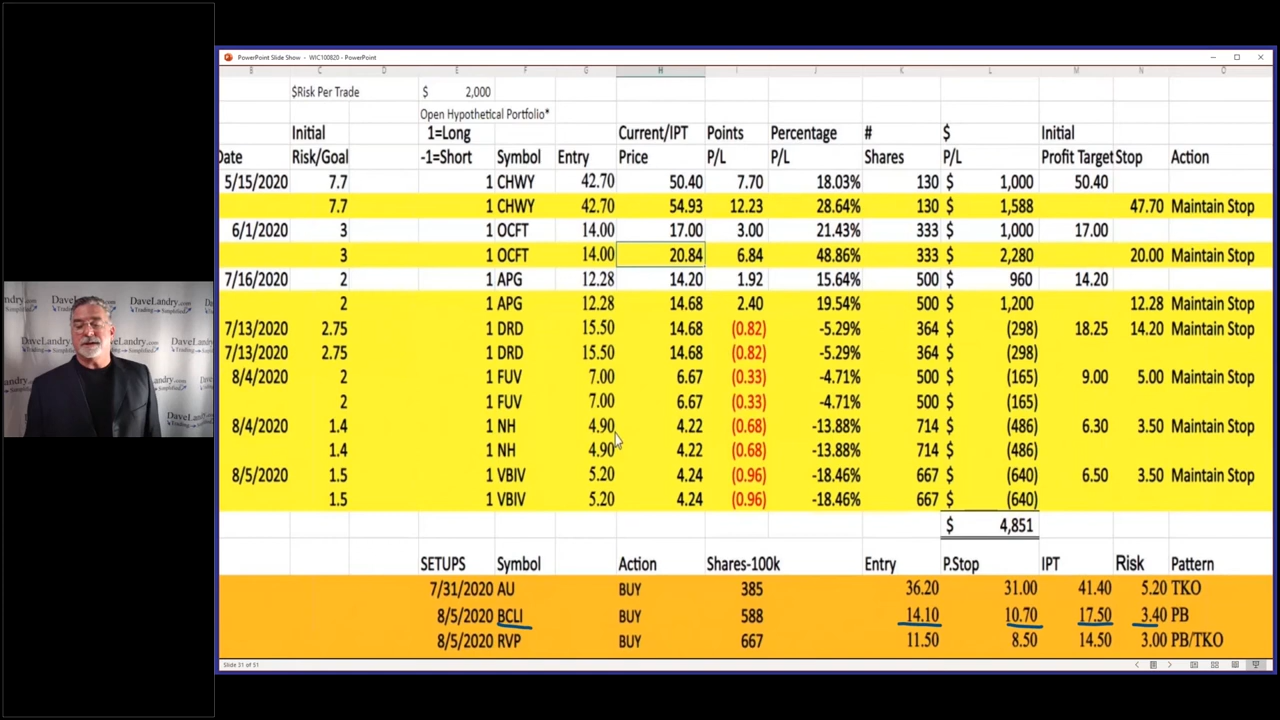 PowerPoint Slide Show - WIC100820 - PowerPoint
B C D E F G H I J K L M N O
$Risk Per Trade $ 2,000
Open Hypothetical Portfolio*
Initial 1=Long Current/IPT Points Percentage # $ Initial
Date Risk/Goal -1=Short Symbol Entry Price P/L P/L Shares P/L Profit Target Stop Action
5/15/2020 7.7 1 CHWY 42.70 50.40 7.70 18.03% 130 $ 1,000 50.40
7.7 1 CHWY 42.70 54.93 12.23 28.64% 130 $ 1,588 47.70 Maintain Stop
6/1/2020 3 1 OCFT 14.00 17.00 3.00 21.43% 333 $ 1,000 17.00
3 1 OCFT 14.00 20.84 6.84 48.86% 333 $ 2,280 20.00 Maintain Stop
7/16/2020 2 1 APG 12.28 14.20 1.92 15.64% 500 $ 960 14.20
2 1 APG 12.28 14.68 2.40 19.54% 500 $ 1,200 12.28 Maintain Stop
7/13/2020 2.75 1 DRD 15.50 14.68 (0.82) -5.29% 364 $ (298) 18.25 14.20 Maintain Stop
7/13/2020 2.75 1 DRD 15.50 14.68 (0.82) -5.29% 364 $ (298)
8/4/2020 2 1 FUV 7.00 6.67 (0.33) -4.71% 500 $ (165) 9.00 5.00 Maintain Stop
2 1 FUV 7.00 6.67 (0.33) -4.71% 500 $ (165)
8/4/2020 1.4 1 NH 4.90 4.22 (0.68) -13.88% 714 $ (486) 6.30 3.50 Maintain Stop
1.4 1 NH 4.90 4.22 (0.68) -13.88% 714 $ (486)
8/5/2020 1.5 1 VBIV 5.20 4.24 (0.96) -18.46% 667 $ (640) 6.50 3.50 Maintain Stop
1.5 1 VBIV 5.20 4.24 (0.96) -18.46% 667 $ (640)
$ 4,851
SETUPS Symbol Action Shares-100k Entry P.Stop IPT Risk Pattern
7/31/2020 AU BUY 385 36.20 31.00 41.40 5.20 TKO
8/5/2020 BCLI BUY 588 14.10 10.70 17.50 3.40 PB
8/5/2020 RVP BUY 667 11.50 8.50 14.50 3.00 PB/TKO
Slide 31 of 51
DaveLandry.com
Trading Simplified